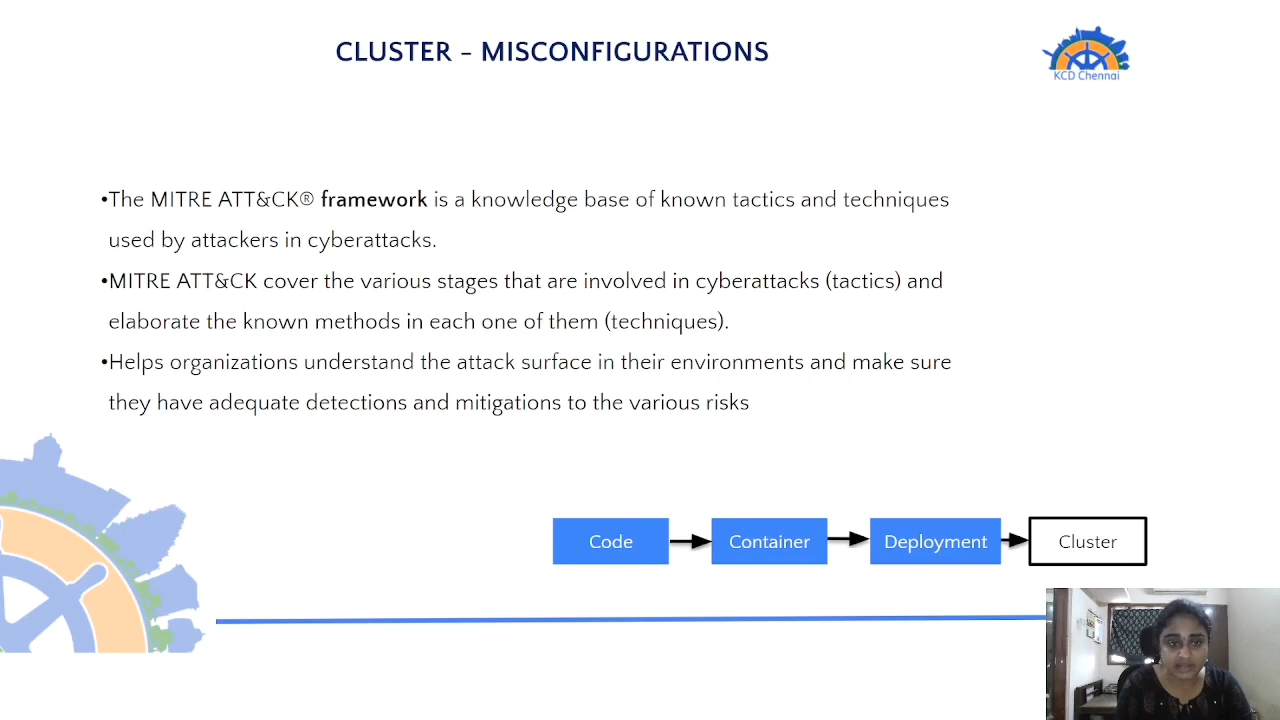 CLUSTER - MISCONFIGURATIONS
KCD Chennai
•The MITRE ATT&CK® framework is a knowledge base of known tactics and techniques
used by attackers in cyberattacks.
•MITRE ATT&CK cover the various stages that are involved in cyberattacks (tactics) and
elaborate the known methods in each one of them (techniques).
•Helps organizations understand the attack surface in their environments and make sure
they have adequate detections and mitigations to the various risks
Code
Container
Deployment
Cluster